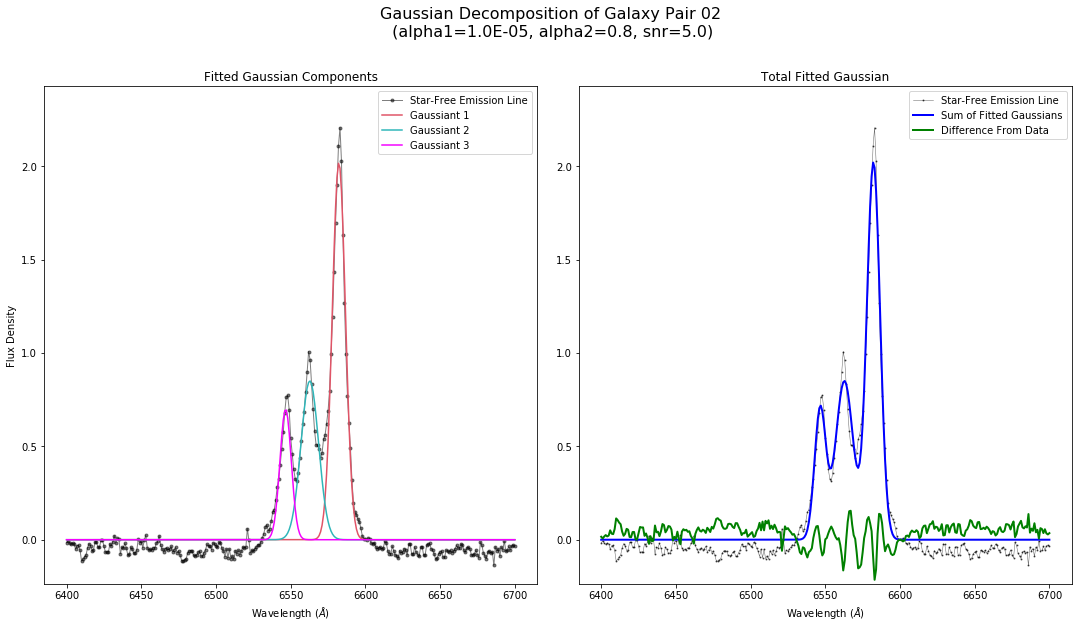 Gaussian Decomposition of Galaxy Pair 02
(alpha1=1.0E-05, alpha2=0.8, snr=5.0)
Fitted Gaussian Components
Star-Free Emission Line
Gaussiant 1
Gaussiant 2
Gaussiant 3
Flux Density
2.0
1.5
1.0
0.5
0.0
6400
6450
6500
6550
6600
6650
6700
Wavelength (Å)
Total Fitted Gaussian
Star-Free Emission Line
Sum of Fitted Gaussians
Difference From Data
2.0
1.5
1.0
0.5
0.0
6400
6450
6500
6550
6600
6650
6700
Wavelength (Å)